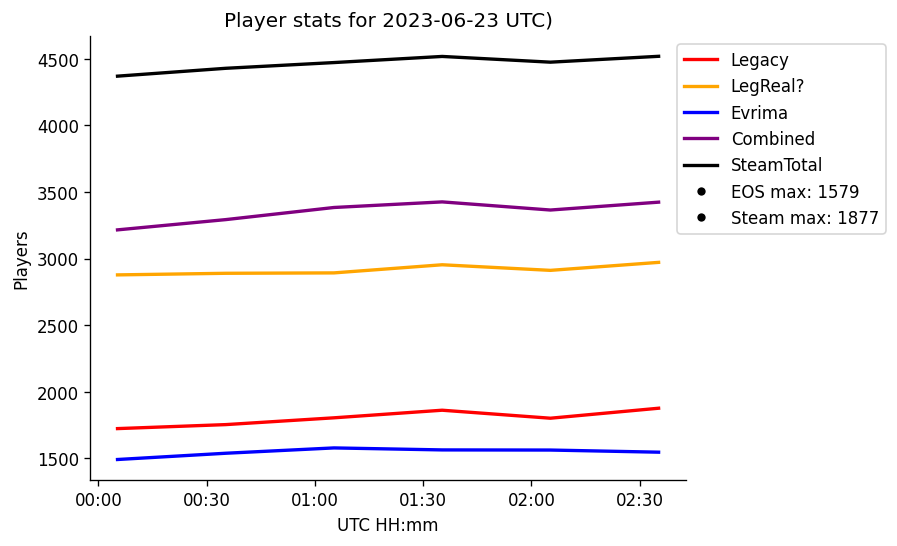 Player stats for 2023-06-23 UTC)
4500
4000
3500
3000
2500
2000
1500
Players
00:00
00:30
01:00
01:30
02:00
02:30
UTC HH:mm
Legacy
LegReal?
Evrima
Combined
SteamTotal
EOS max: 1579
Steam max: 1877